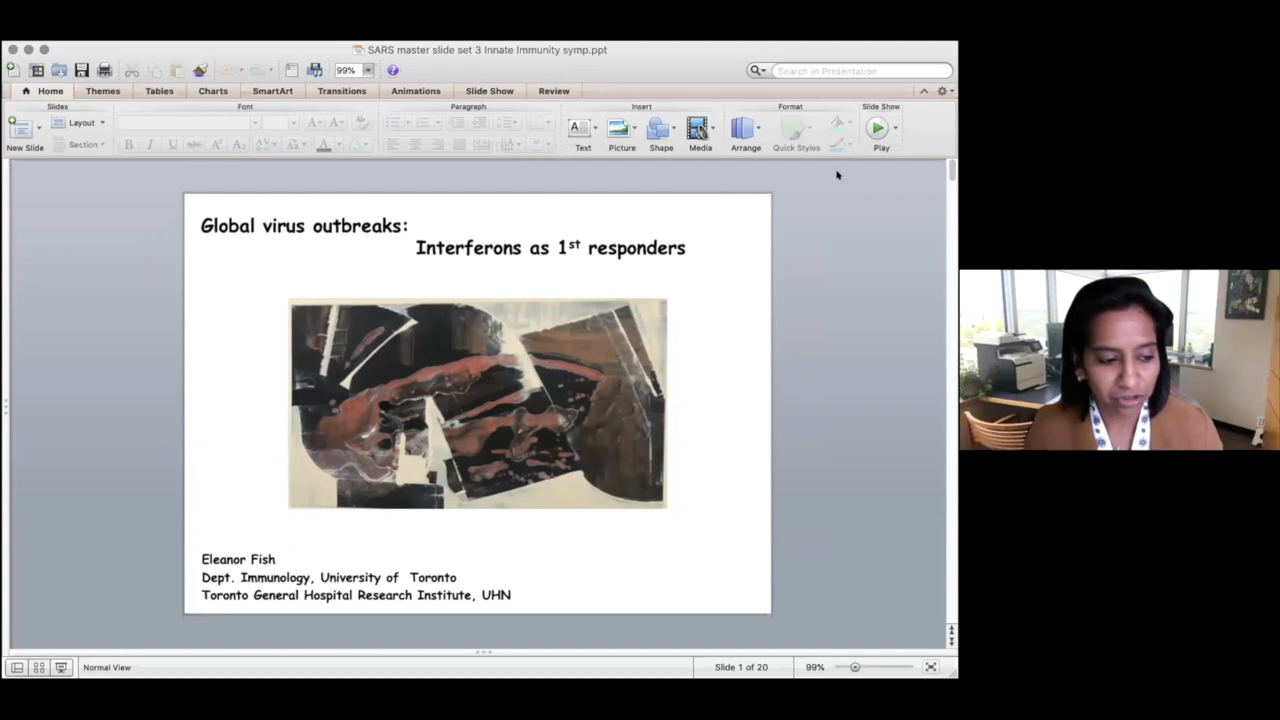 SARS master slide set 3 Innate Immunity symp.ppt
99%
Search in Presentation
Home Themes Tables Charts SmartArt Transitions Animations Slide Show Review
Slides Font Paragraph Insert Format Slide Show
Layout
Section
New Slide
Text Picture Shape Media Arrange Quick Styles Play
Global virus outbreaks:
Interferons as 1st responders
Eleanor Fish
Dept. Immunology, University of Toronto
Toronto General Hospital Research Institute, UHN
Normal View Slide 1 of 20 99%